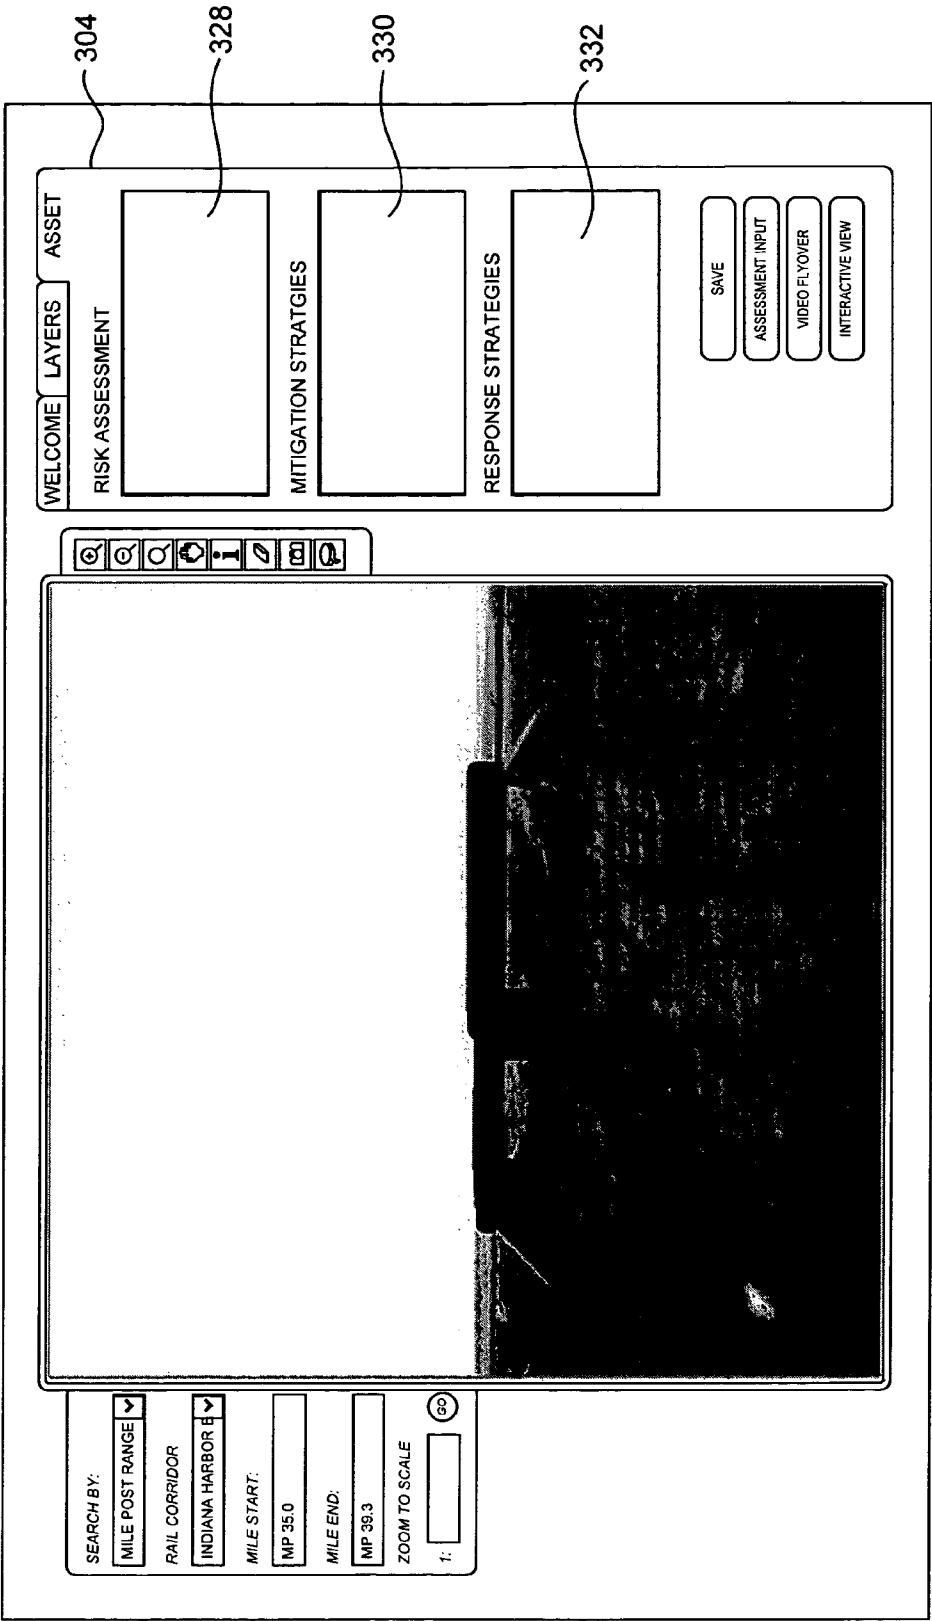 SEARCH BY:
MILE POST RANGE
RAIL CORRIDOR
INDIANA HARBOR B
MILE START:
MP 35.0
MILE END:
MP 39.3
ZOOM TO SCALE
1:
GO
WELCOME
LAYERS
ASSET
RISK ASSESSMENT
MITIGATION STRATGIES
RESPONSE STRATEGIES
SAVE
ASSESSMENT INPUT
VIDEO FLYOVER
INTERACTIVE VIEW
304
328
330
332